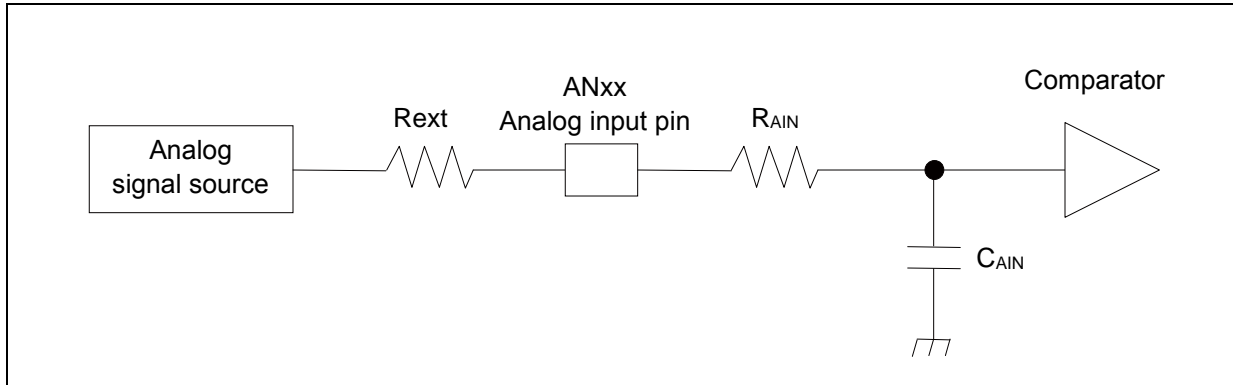 Comparator
ANxx
Analog input pin
Rext
RAIN
Analog
signal source
CAIN